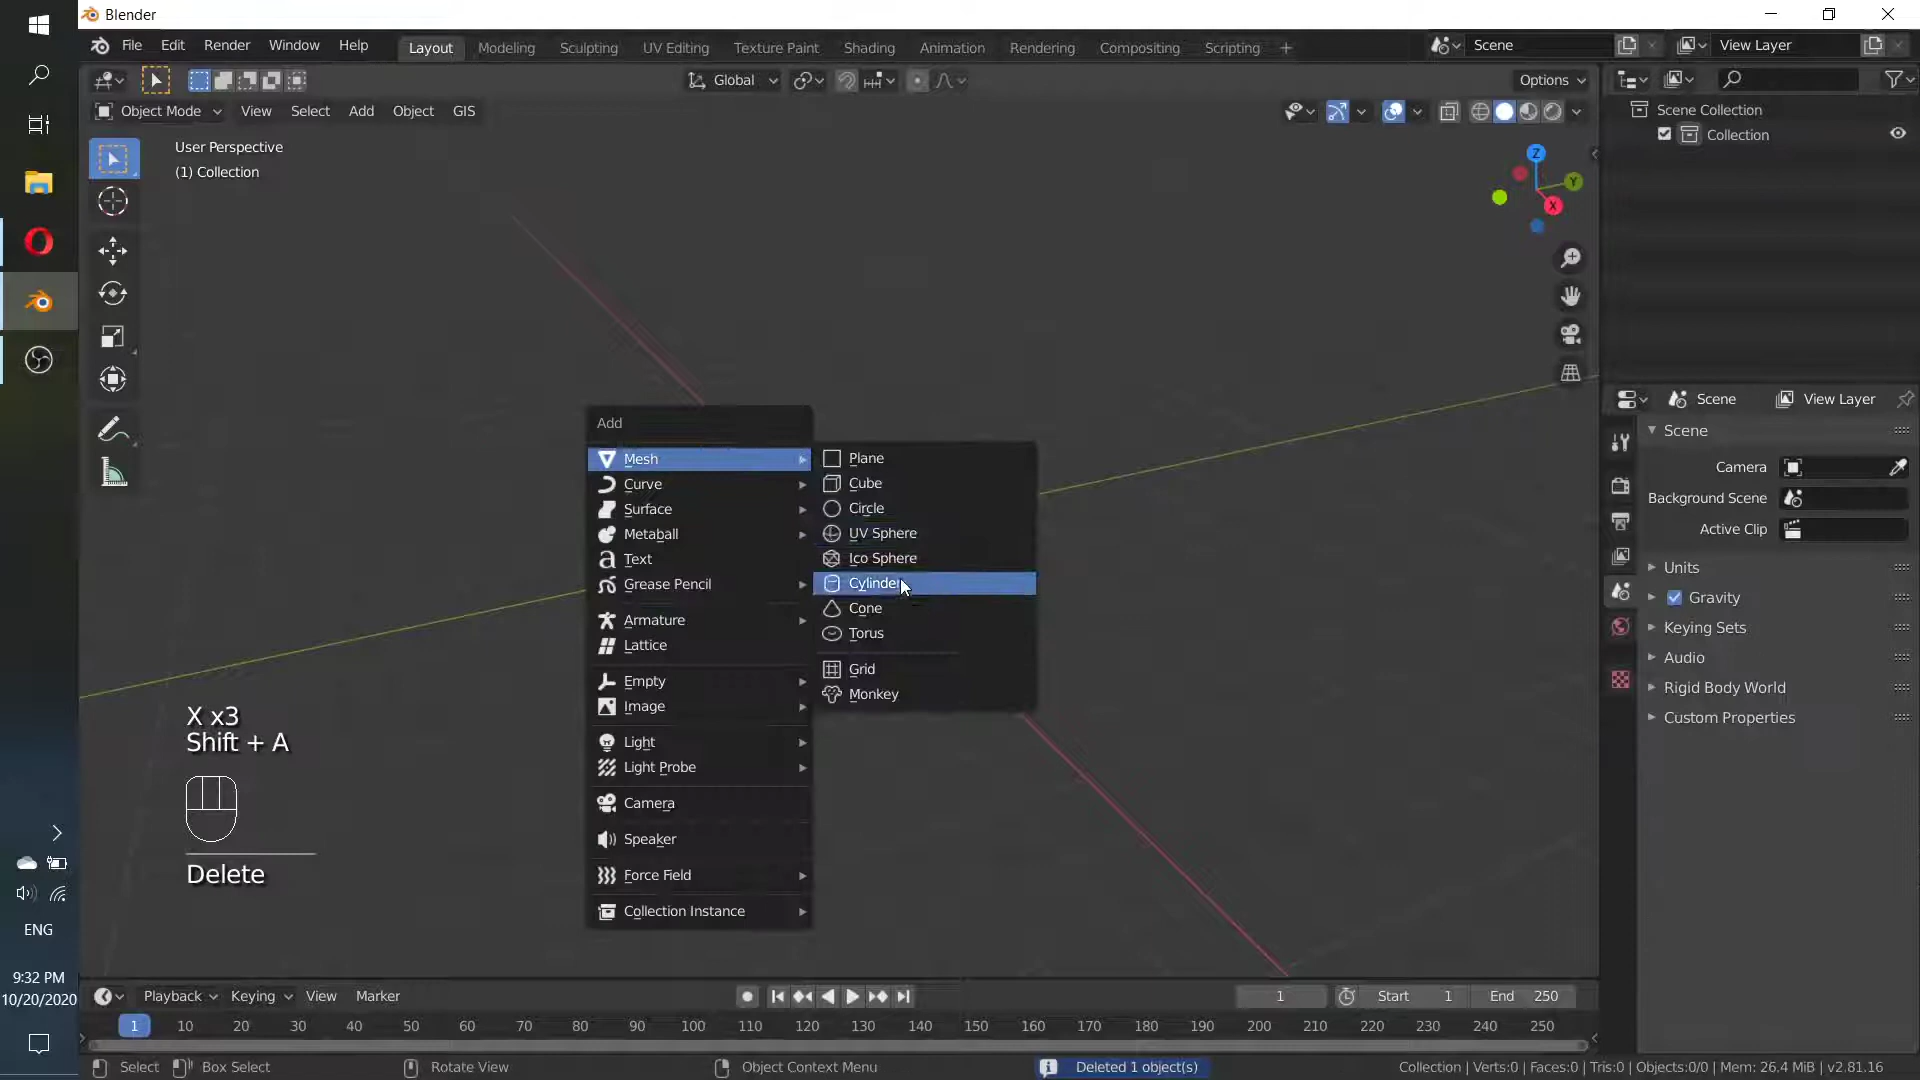 Blender
File Edit Render Window Help Layout Modeling Sculpting UV Editing Texture Paint Shading Animation Rendering Compositing Scripting + Scene View Layer
Global Options
Object Mode View Select Add Object GIS
User Perspective
(1) Collection
Z
Y
X
Scene Collection
Collection
Scene View Layer
Scene
Camera
Background Scene
Active Clip
Units
Gravity
Keying Sets
Audio
Rigid Body World
Custom Properties
Add
Mesh
Curve
Surface
Metaball
Text
Grease Pencil
Armature
Lattice
Empty
Image
Light
Light Probe
Camera
Speaker
Force Field
Collection Instance
Plane
Cube
Circle
UV Sphere
Ico Sphere
Cylinder
Cone
Torus
Grid
Monkey
X x3
Shift + A
Delete
ENG
9:32 PM
10/20/2020
Playback Keying View Marker 1 Start 1 End 250
1 10 20 30 40 50 60 70 80 90 100 110 120 130 140 150 160 170 180 190 200 210 220 230 240 250
Select Box Select Rotate View Object Context Menu Deleted 1 object(s) Collection | Verts:0 | Faces:0 | Tris:0 | Objects:0/0 | Mem: 26.4 MiB | v2.81.16